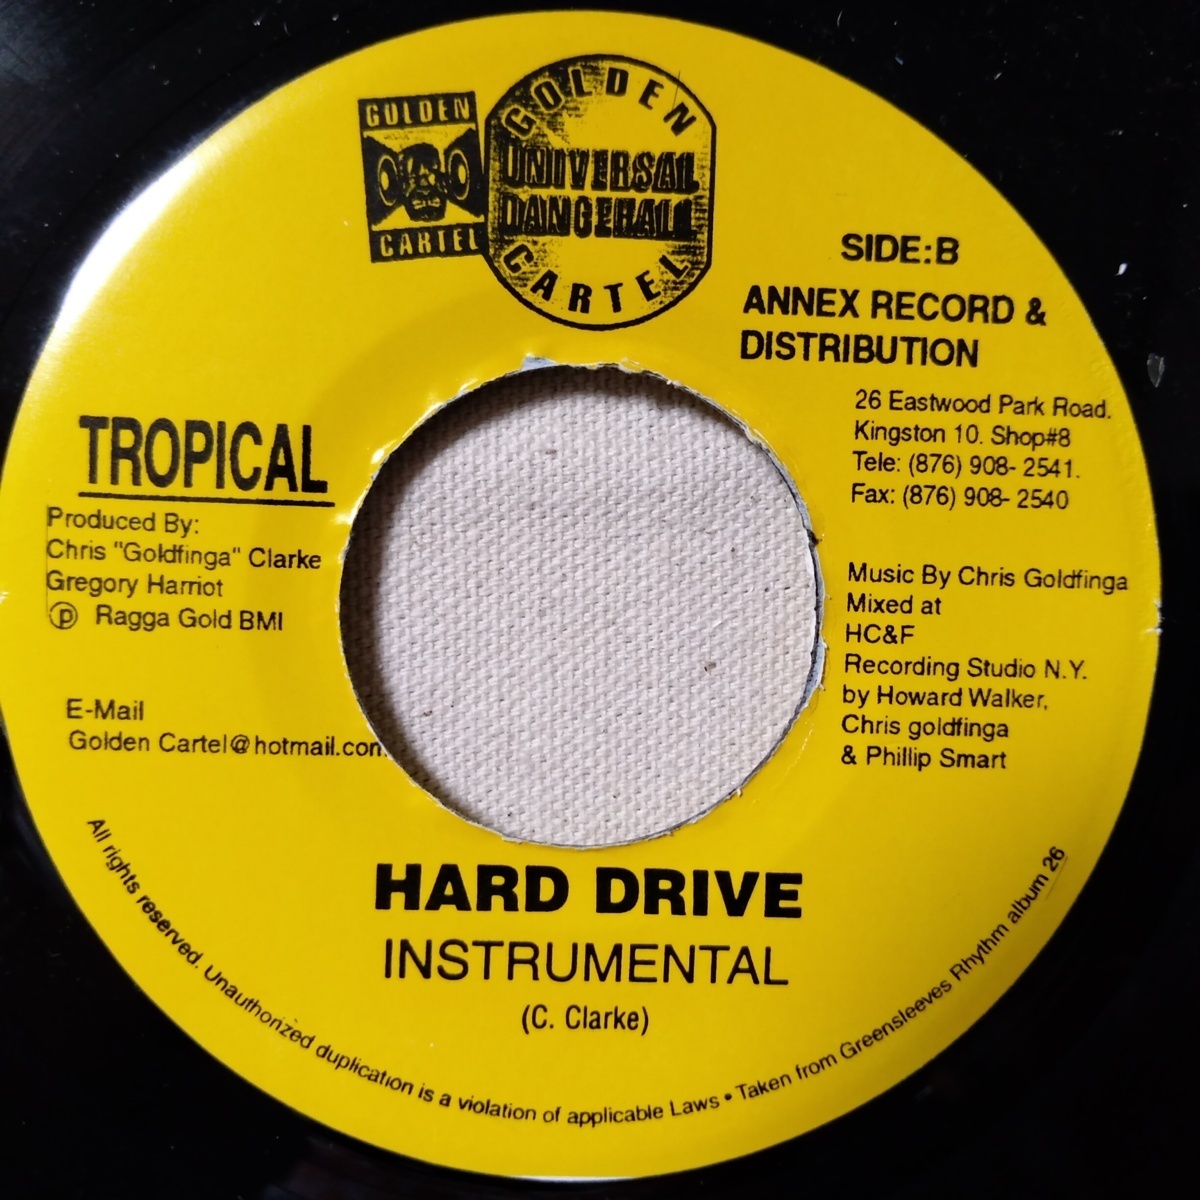 GOLDEN
CARTEL
GOLDEN
UNIVERSAL
DANCEHALL
CARTEL
SIDE:B
ANNEX RECORD &
DISTRIBUTION
26 Eastwood Park Road.
Kingston 10. Shop#8
Tele: (876) 908- 2541.
Fax: (876) 908- 2540
TROPICAL
Produced By:
Chris "Goldfinga" Clarke
Gregory Harriot
℗ Ragga Gold BMI
E-Mail
Golden Cartel@hotmail.com
Music By Chris Goldfinga
Mixed at
HC&F
Recording Studio N.Y.
by Howard Walker,
Chris goldfinga
& Phillip Smart
HARD DRIVE
INSTRUMENTAL
(C. Clarke)
All rights reserved. Unauthorized duplication is a violation of applicable Laws • Taken from Greensleeves Rhythm album 26